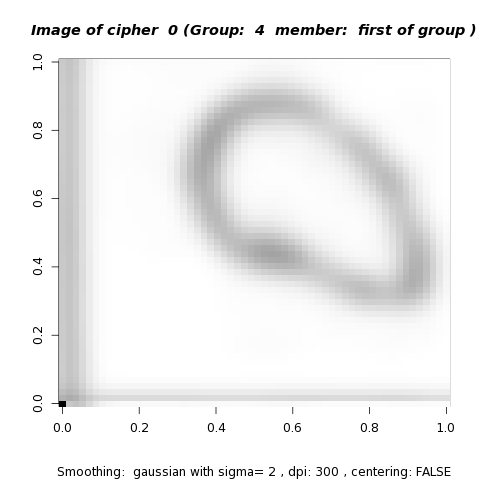 Image of cipher  0 (Group:  4  member:  first of group )
1.0
0.8
0.6
0.4
0.2
0.0
0.0 0.2 0.4 0.6 0.8 1.0
Smoothing:  gaussian with sigma= 2 , dpi: 300 , centering: FALSE